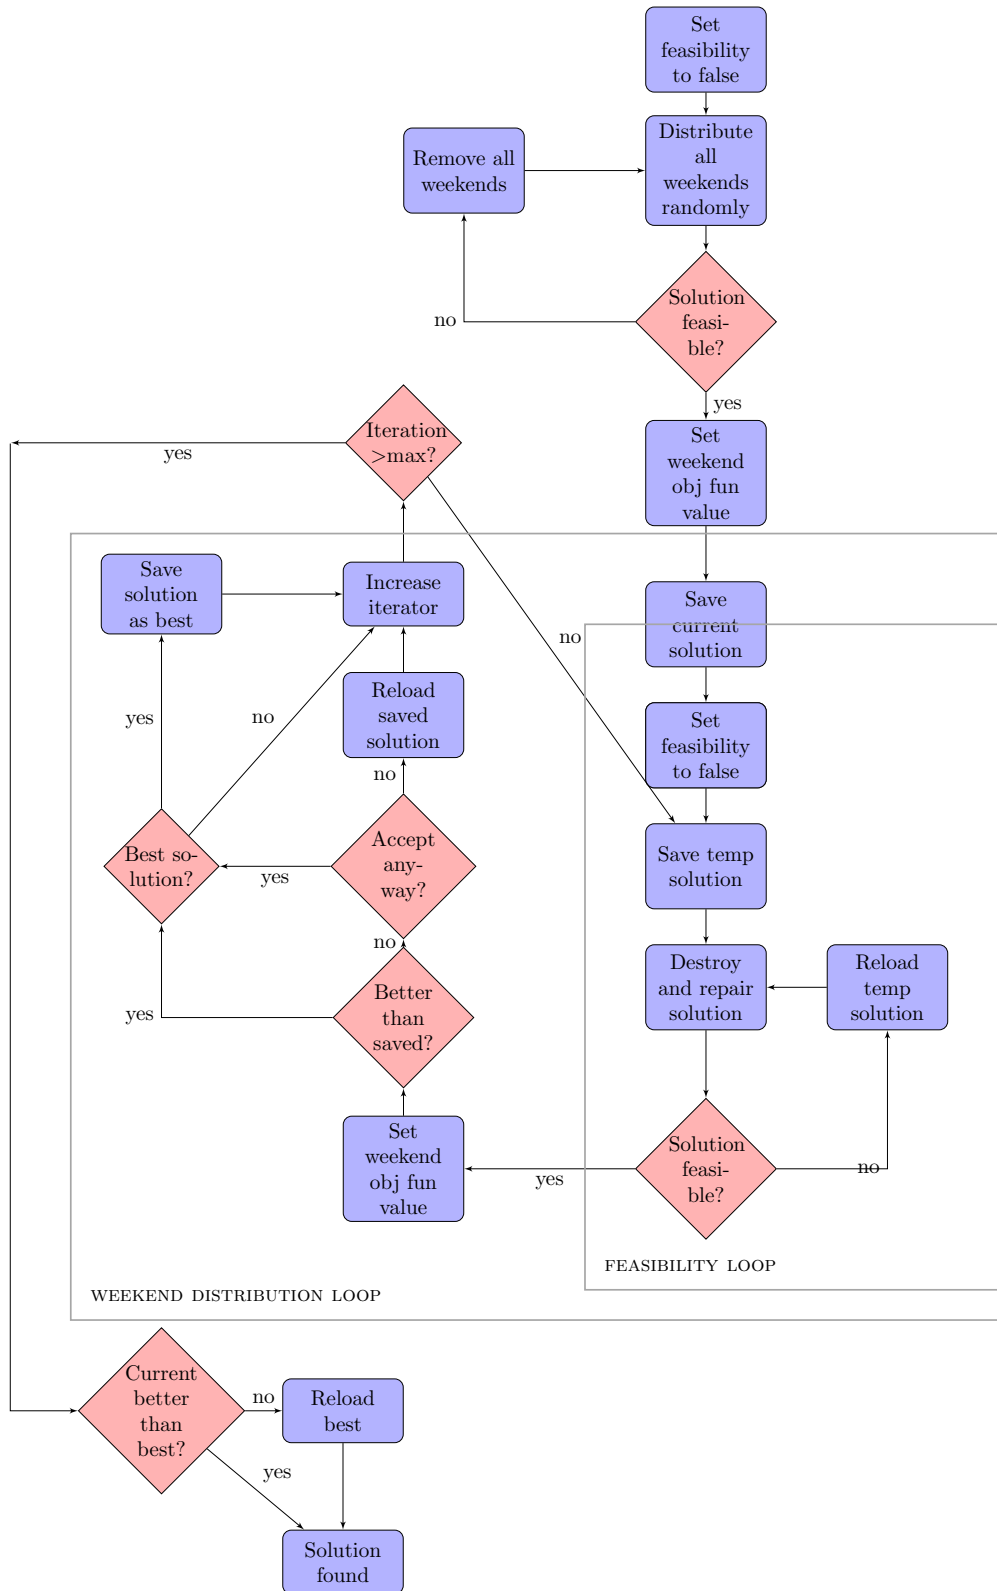 Set
feasibility
to false
Distribute
all
weekends
randomly
Remove all
weekends
Solution
feasi-
ble?
no
yes
Iteration
>max?
yes
Set
weekend
obj fun
value
Save
solution
as best
Increase
iterator
Save
current
solution
no
Reload
saved
solution
Set
feasibility
to false
yes
no
no
Best so-
lution?
Accept
any-
way?
yes
Save temp
solution
no
Better
than
saved?
yes
Destroy
and repair
solution
Reload
temp
solution
Set
weekend
obj fun
value
yes
Solution
feasi-
ble?
no
FEASIBILITY LOOP
WEEKEND DISTRIBUTION LOOP
Current
better
than
best?
no
Reload
best
yes
Solution
found